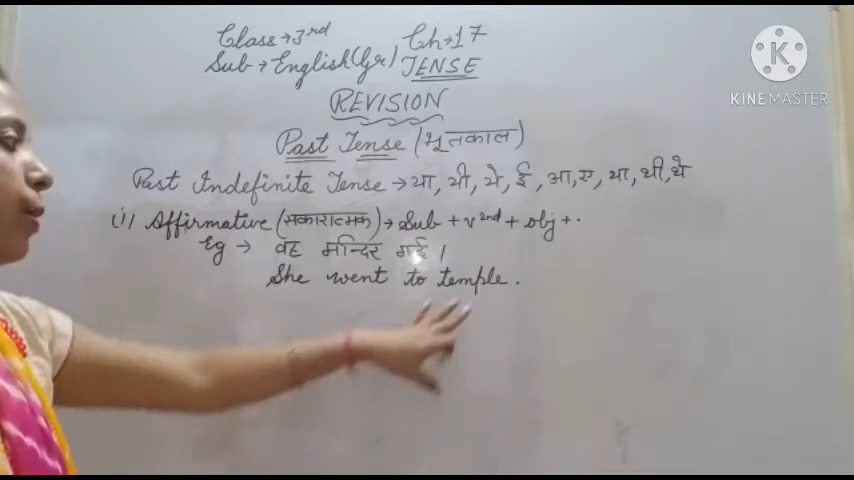 Class→3rd Ch→17
Sub→English(Gr) TENSE
REVISION
Past Tense (भूतकाल)
Past Indefinite Tense → या, यी, ये, ई, आ, ए, था, थी, थे
(i) Affirmative (सकारात्मक) → Sub + v 2nd + obj + .
Eg → वह मन्दिर गई ।
She went to temple.
KINEMASTER